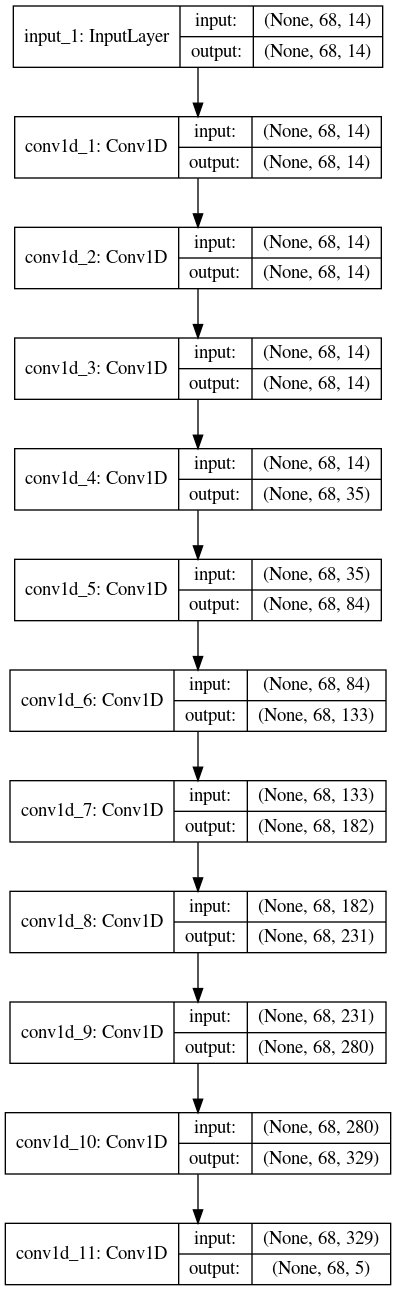 input_1: InputLayer
input: (None, 68, 14)
output: (None, 68, 14)
conv1d_1: Conv1D
input: (None, 68, 14)
output: (None, 68, 14)
conv1d_2: Conv1D
input: (None, 68, 14)
output: (None, 68, 14)
conv1d_3: Conv1D
input: (None, 68, 14)
output: (None, 68, 14)
conv1d_4: Conv1D
input: (None, 68, 14)
output: (None, 68, 35)
conv1d_5: Conv1D
input: (None, 68, 35)
output: (None, 68, 84)
conv1d_6: Conv1D
input: (None, 68, 84)
output: (None, 68, 133)
conv1d_7: Conv1D
input: (None, 68, 133)
output: (None, 68, 182)
conv1d_8: Conv1D
input: (None, 68, 182)
output: (None, 68, 231)
conv1d_9: Conv1D
input: (None, 68, 231)
output: (None, 68, 280)
conv1d_10: Conv1D
input: (None, 68, 280)
output: (None, 68, 329)
conv1d_11: Conv1D
input: (None, 68, 329)
output: (None, 68, 5)